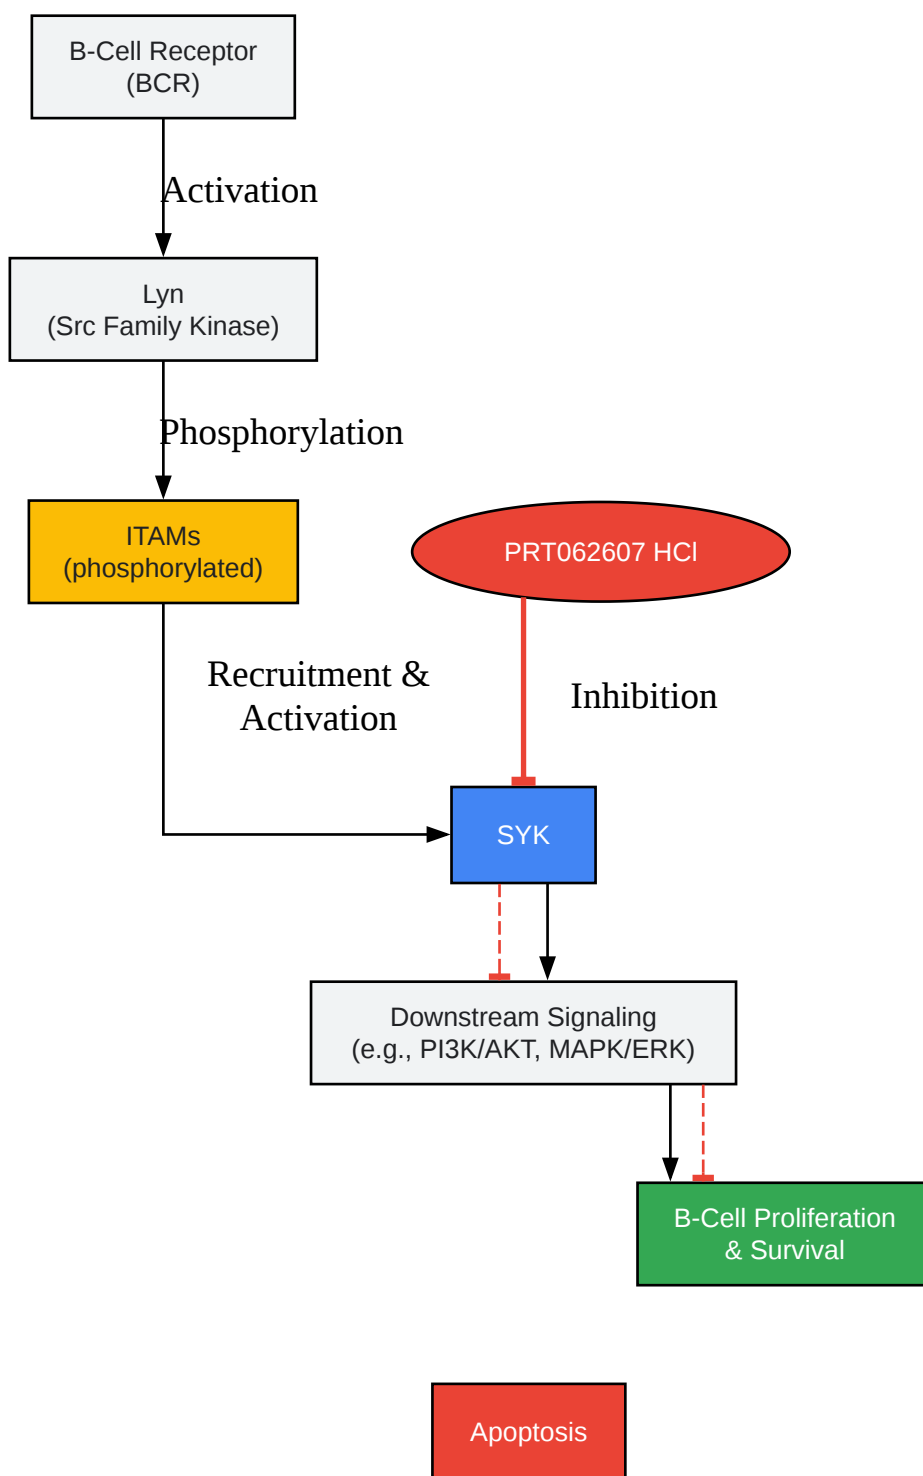 B-Cell Receptor
(BCR)
Activation
Lyn
(Src Family Kinase)
Phosphorylation
ITAMs
(phosphorylated)
PRT062607 HCl
Recruitment &
Activation
Inhibition
SYK
Downstream Signaling
(e.g., PI3K/AKT, MAPK/ERK)
B-Cell Proliferation
& Survival
Apoptosis